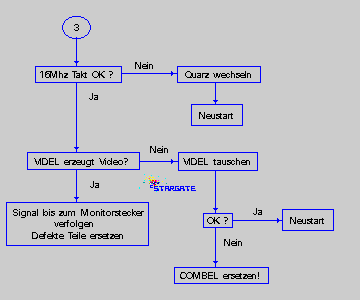 3
16Mhz Takt OK ?
Nein
Quarz wechseln
Ja
Neustart
VIDEL erzeugt Video?
Nein
VIDEL tauschen
Ja
STARGATE
Signal bis zum Monitorstecker
verfolgen
Defekte Teile ersetzen
OK ?
Ja
Neustart
Nein
COMBEL ersetzen!